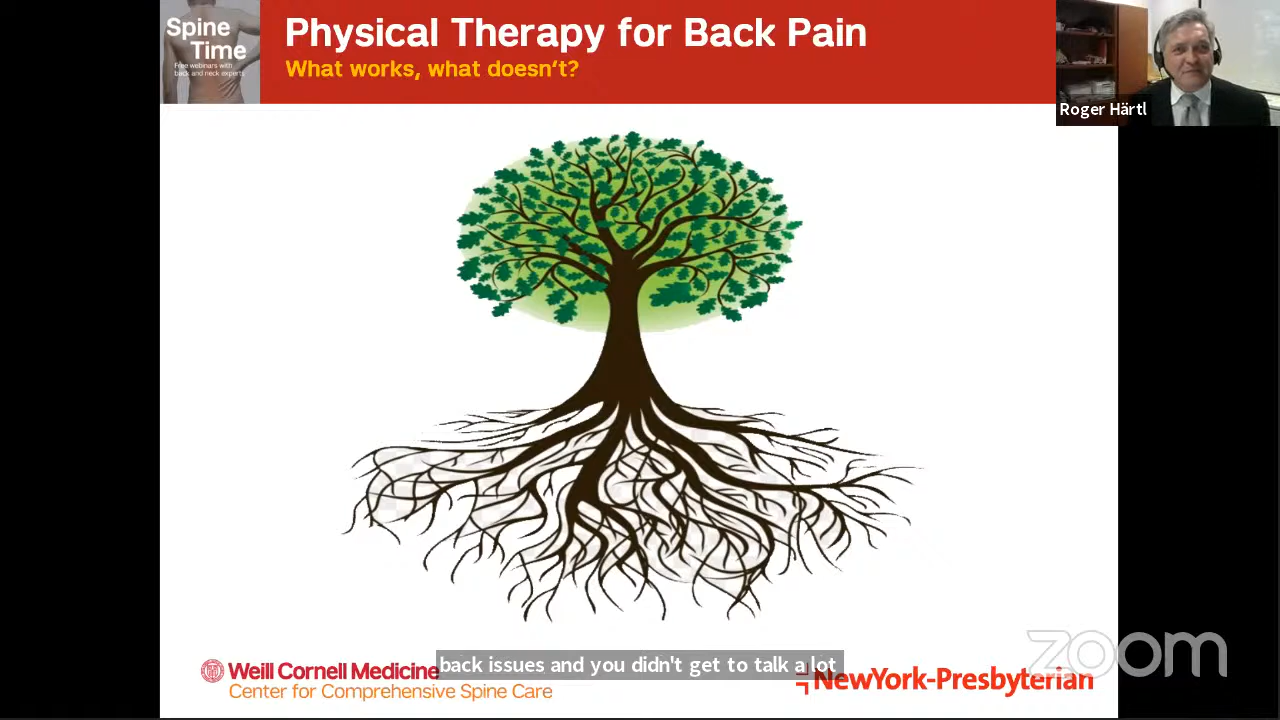 Spine
Time
Free webinars with
back and neck experts
Physical Therapy for Back Pain
What works, what doesn't?
Roger Härtl
back issues and you didn't get to talk a lot
Weill Cornell Medicine
Center for Comprehensive Spine Care
NewYork-Presbyterian
zoom